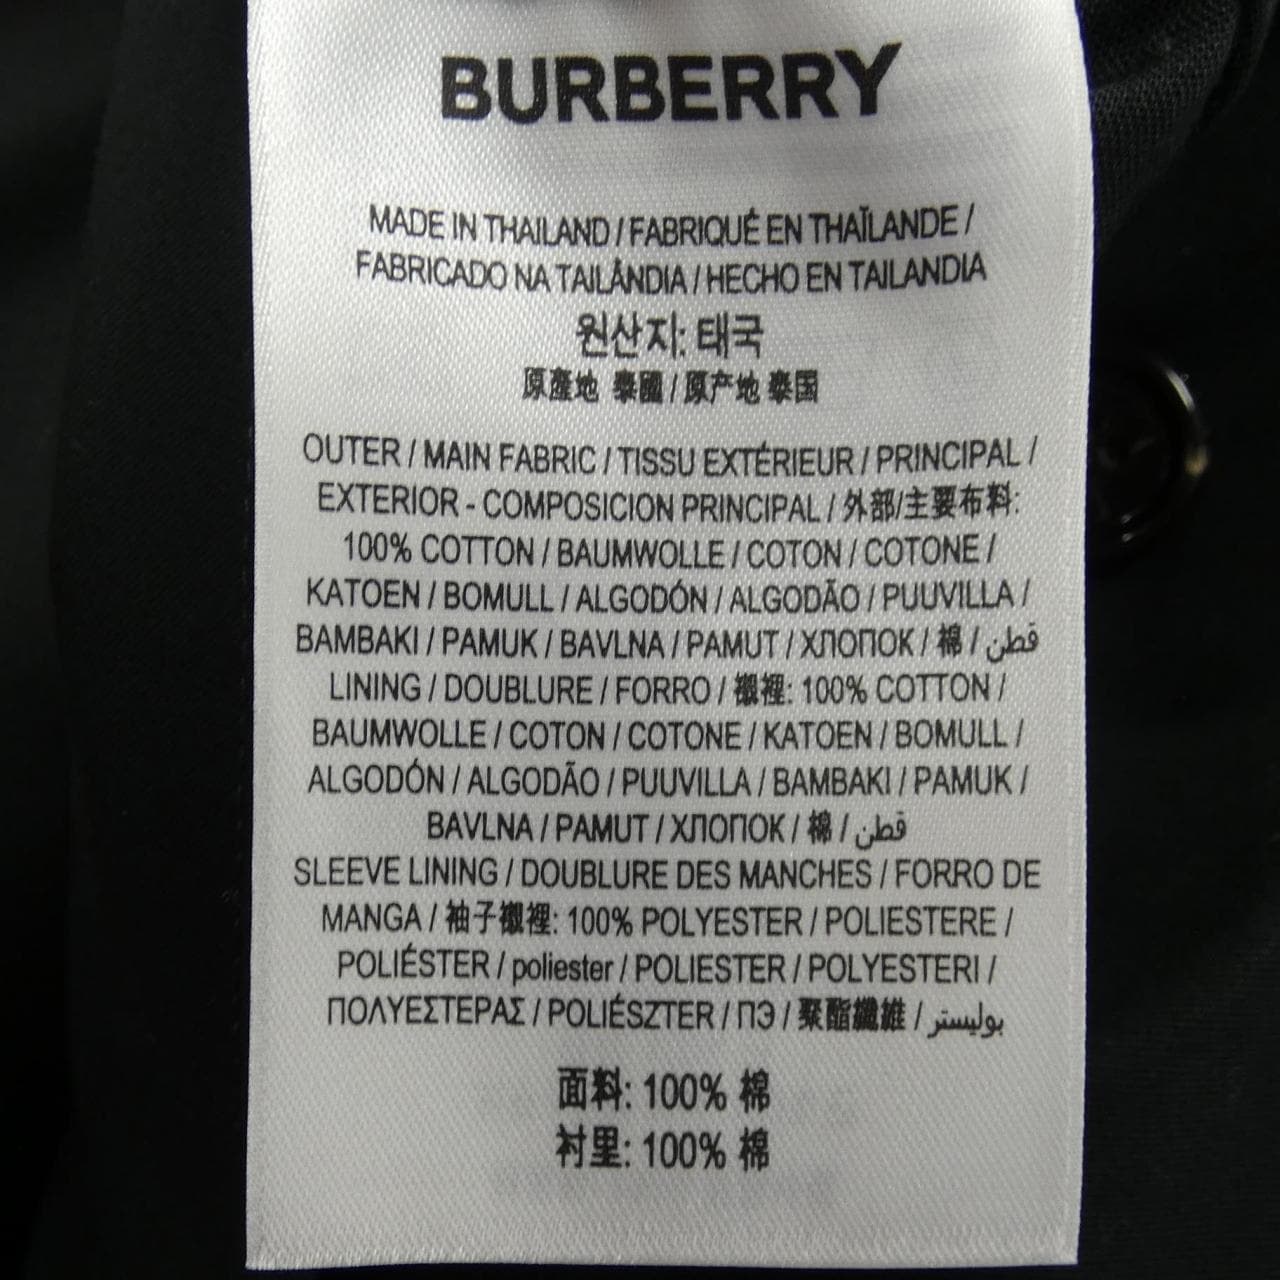 BURBERRY
MADE IN THAILAND / FABRIQUÉ EN THAÏLANDE /
FABRICADO NA TAILÂNDIA / HECHO EN TAILANDIA
원산지: 태국
原產地 泰國 / 原产地 泰国
OUTER / MAIN FABRIC / TISSU EXTÉRIEUR / PRINCIPAL /
EXTERIOR - COMPOSICION PRINCIPAL / 外部/主要布料:
100% COTTON / BAUMWOLLE / COTON / COTONE /
KATOEN / BOMULL / ALGODÓN / ALGODÃO / PUUVILLA /
BAMBAKI / PAMUK / BAVLNA / PAMUT / ХЛОПОК / 棉 / قطن
LINING / DOUBLURE / FORRO / 襯裡: 100% COTTON /
BAUMWOLLE / COTON / COTONE / KATOEN / BOMULL /
ALGODÓN / ALGODÃO / PUUVILLA / BAMBAKI / PAMUK /
BAVLNA / PAMUT / ХЛОПОК / 棉 / قطن
SLEEVE LINING / DOUBLURE DES MANCHES / FORRO DE
MANGA / 袖子襯裡: 100% POLYESTER / POLIESTERE /
POLIÉSTER / poliester / POLIESTER / POLYESTERI /
ΠΟΛΥΕΣΤΕΡΑΣ / POLIÉSZTER / ПЭ / 聚酯纖維 / بوليستر
面料: 100% 棉
衬里: 100% 棉